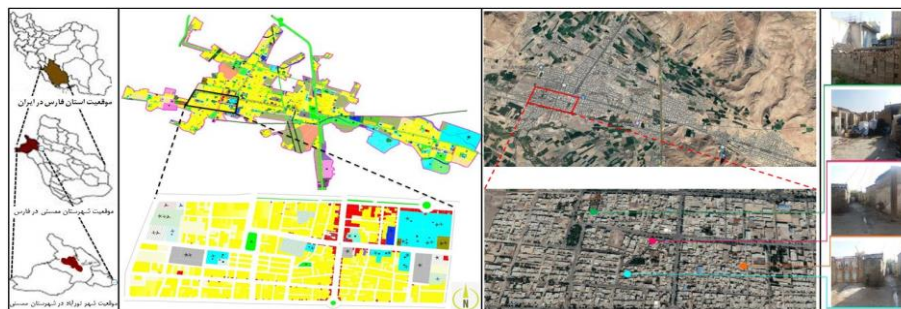 موقعیت استان فارس در ایران
موقعیت شهرستان ممسنی در فارس
موقعیت شهر نورآباد در شهرستان ممسنی
N